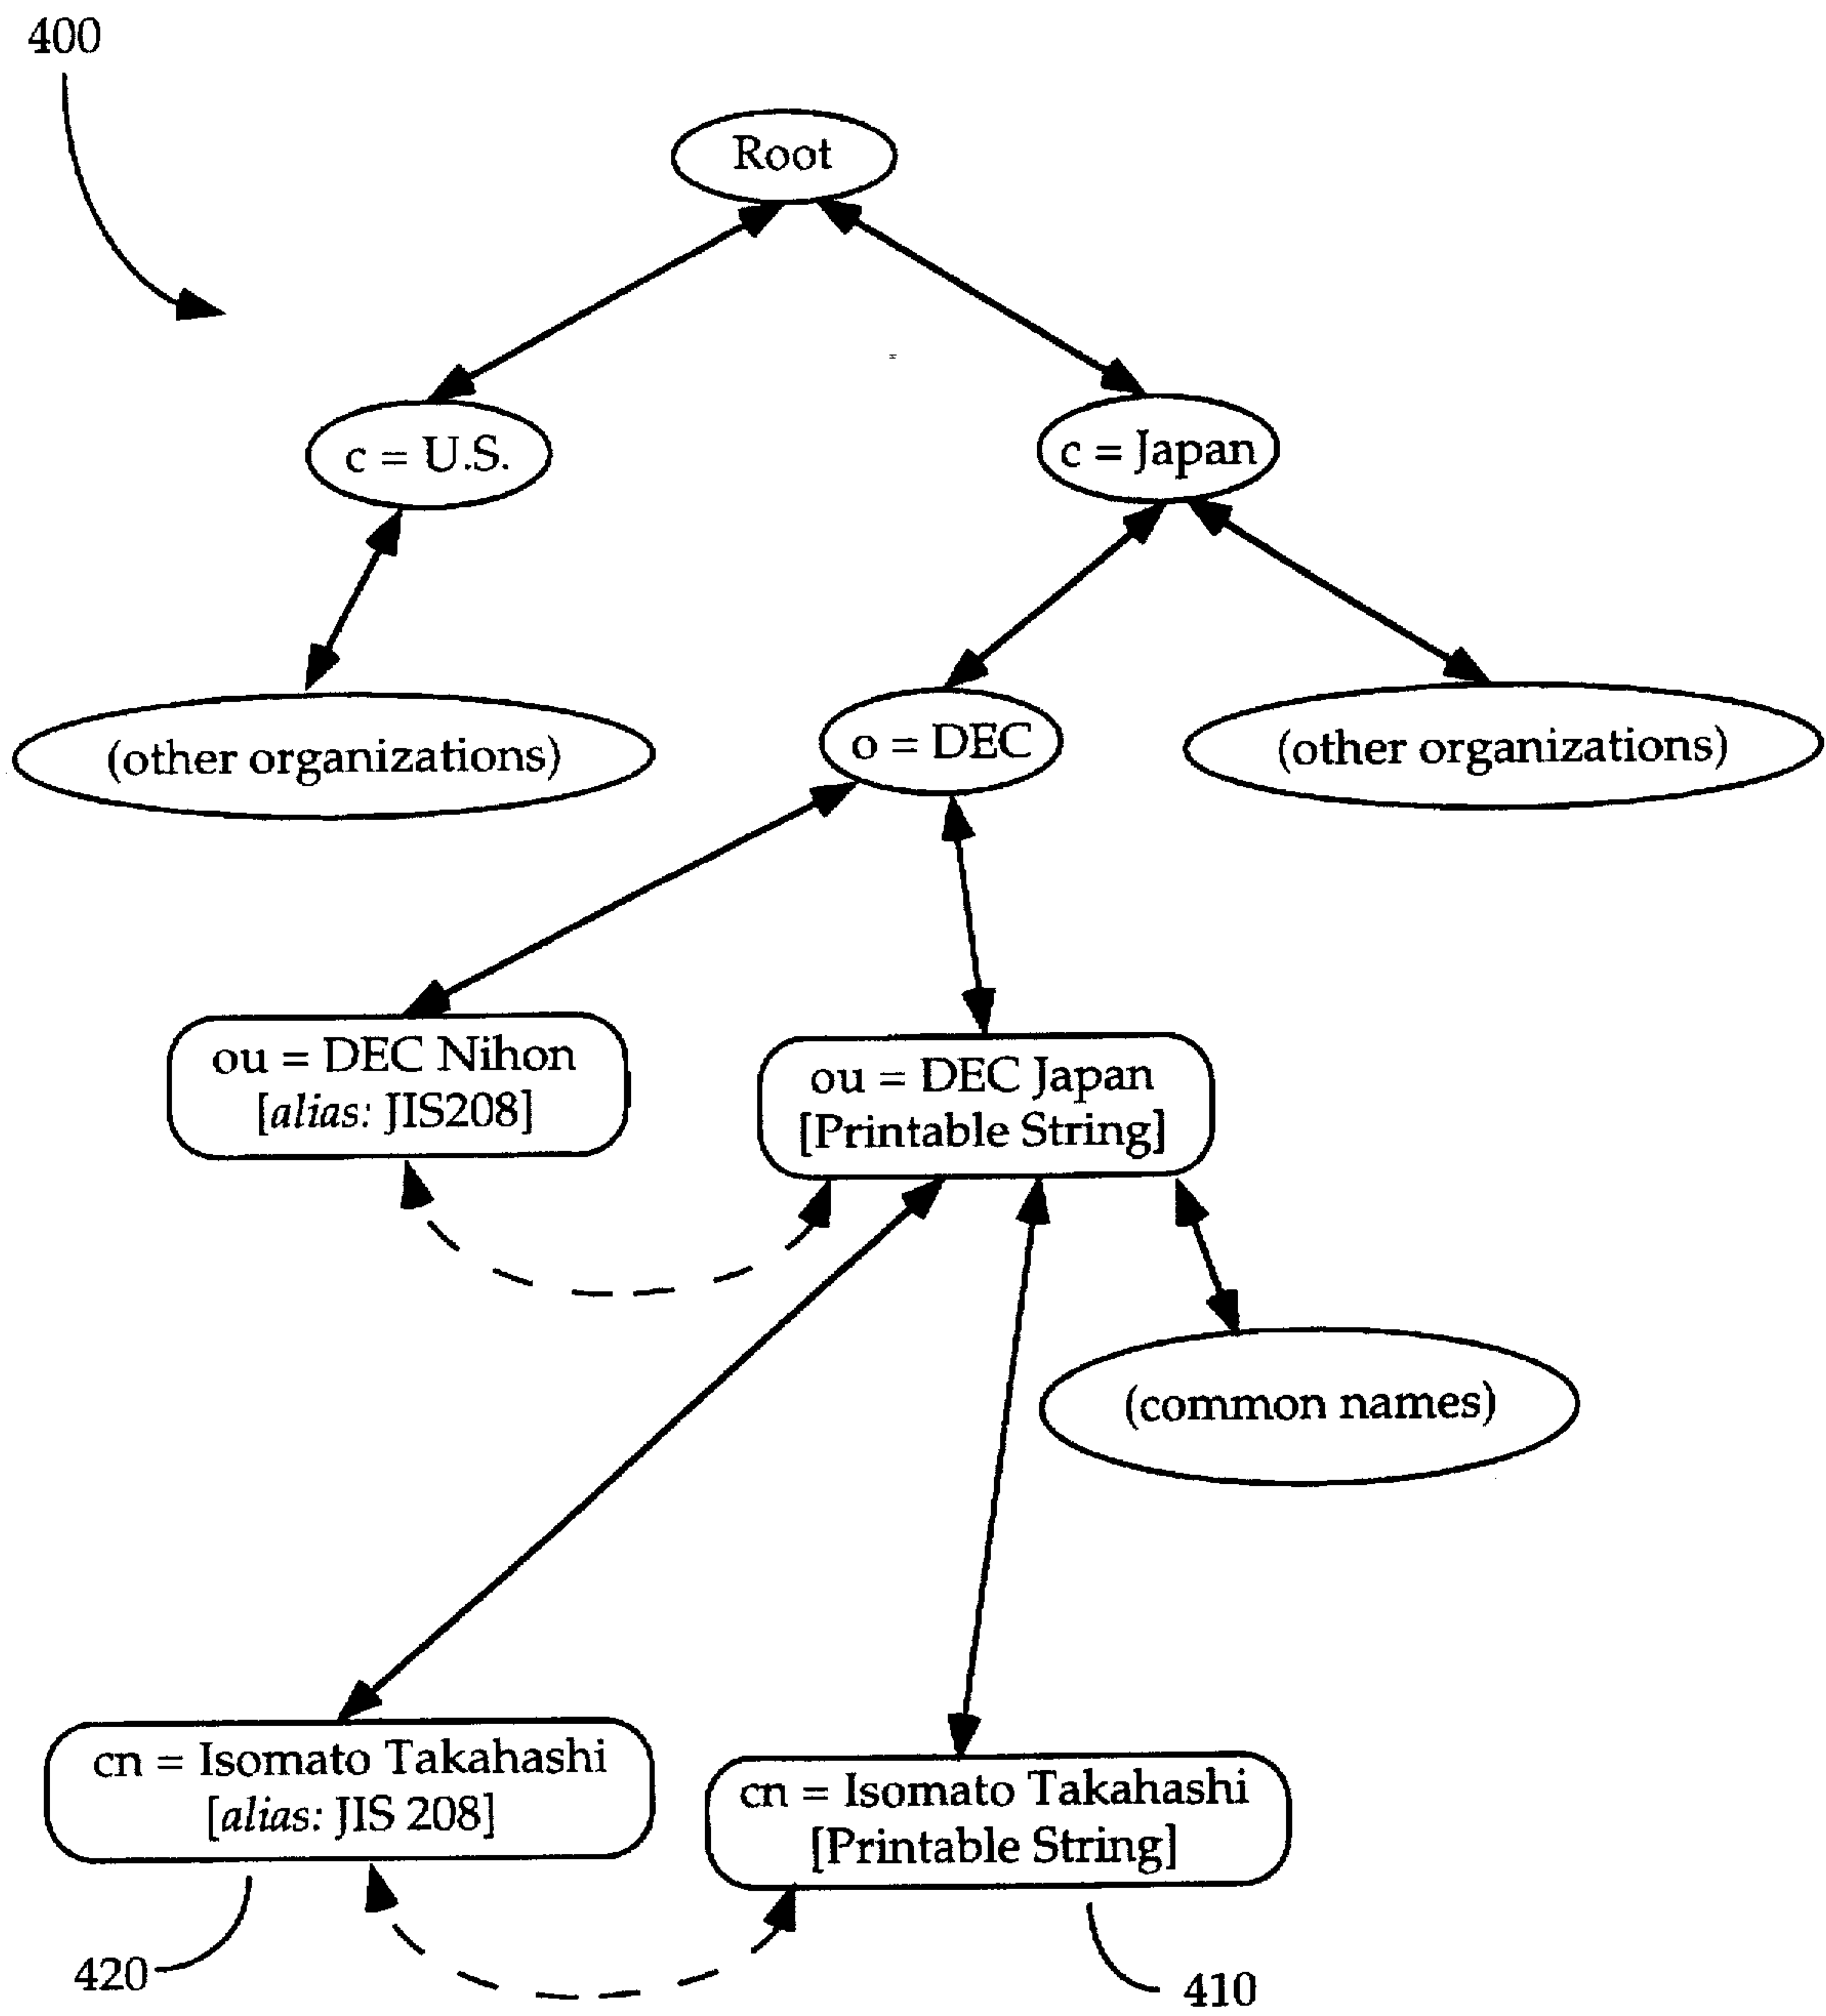 400
Root
c = U.S.
c = Japan
(other organizations)
o = DEC
(other organizations)
ou = DEC Nihon
[alias: JIS208]
ou = DEC Japan
[Printable String]
(common names)
cn = Isomato Takahashi
[alias: JIS 208]
cn = Isomato Takahashi
[Printable String]
420
410